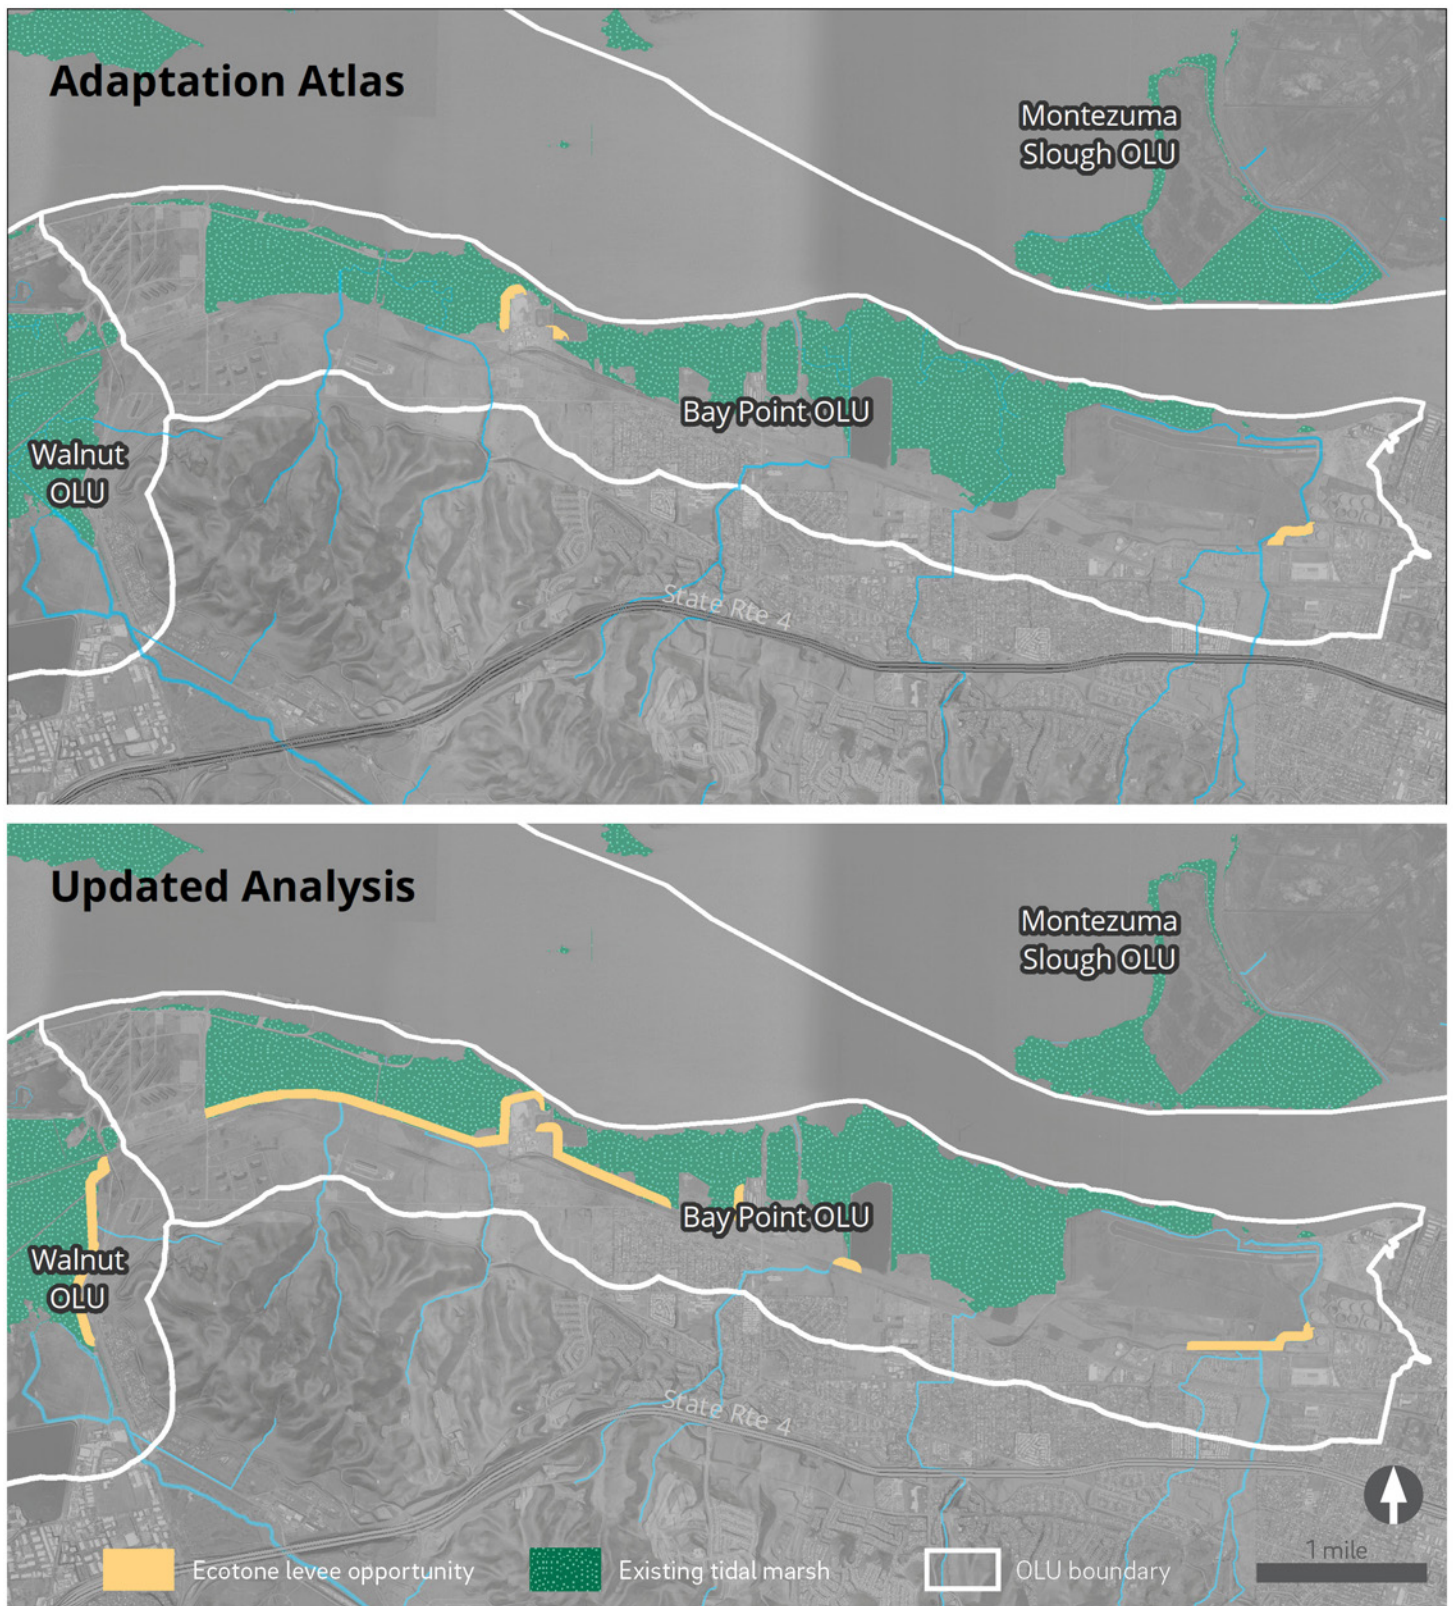 Adaptation Atlas
Montezuma
Slough OLU
Bay Point OLU
Walnut
OLU
State Rte 4
Updated Analysis
Montezuma
Slough OLU
Bay Point OLU
Walnut
OLU
State Rte 4
1 mile
Ecotone levee opportunity
Existing tidal marsh
OLU boundary